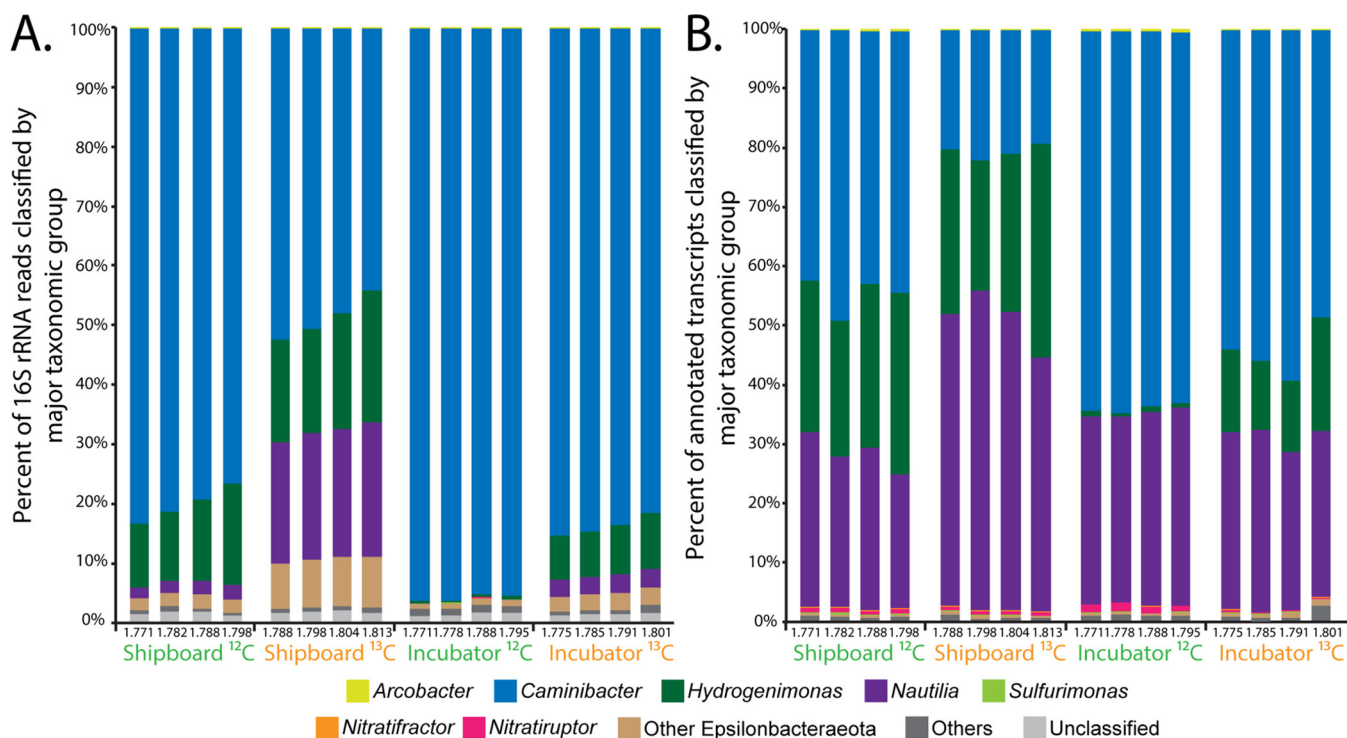 A.
Percent of 16S rRNA reads classified by
major taxonomic group
100%
90%
80%
70%
60%
50%
40%
30%
20%
10%
0%
1.771 1.782 1.788 1.798 1.788 1.798 1.804 1.813 1.771 1.778 1.788 1.795 1.775 1.785 1.791 1.801
Shipboard ¹²C Shipboard ¹³C Incubator ¹²C Incubator ¹³C
B.
Percent of annotated transcripts classified by
major taxonomic group
100%
90%
80%
70%
60%
50%
40%
30%
20%
10%
0%
1.771 1.782 1.788 1.798 1.788 1.798 1.804 1.813 1.771 1.778 1.788 1.795 1.775 1.785 1.791 1.801
Shipboard ¹²C Shipboard ¹³C Incubator ¹²C Incubator ¹³C
Arcobacter Caminibacter Hydrogenimonas Nautilia Sulfurimonas
Nitratifractor Nitratiruptor Other Epsilonbacteraeota Others Unclassified